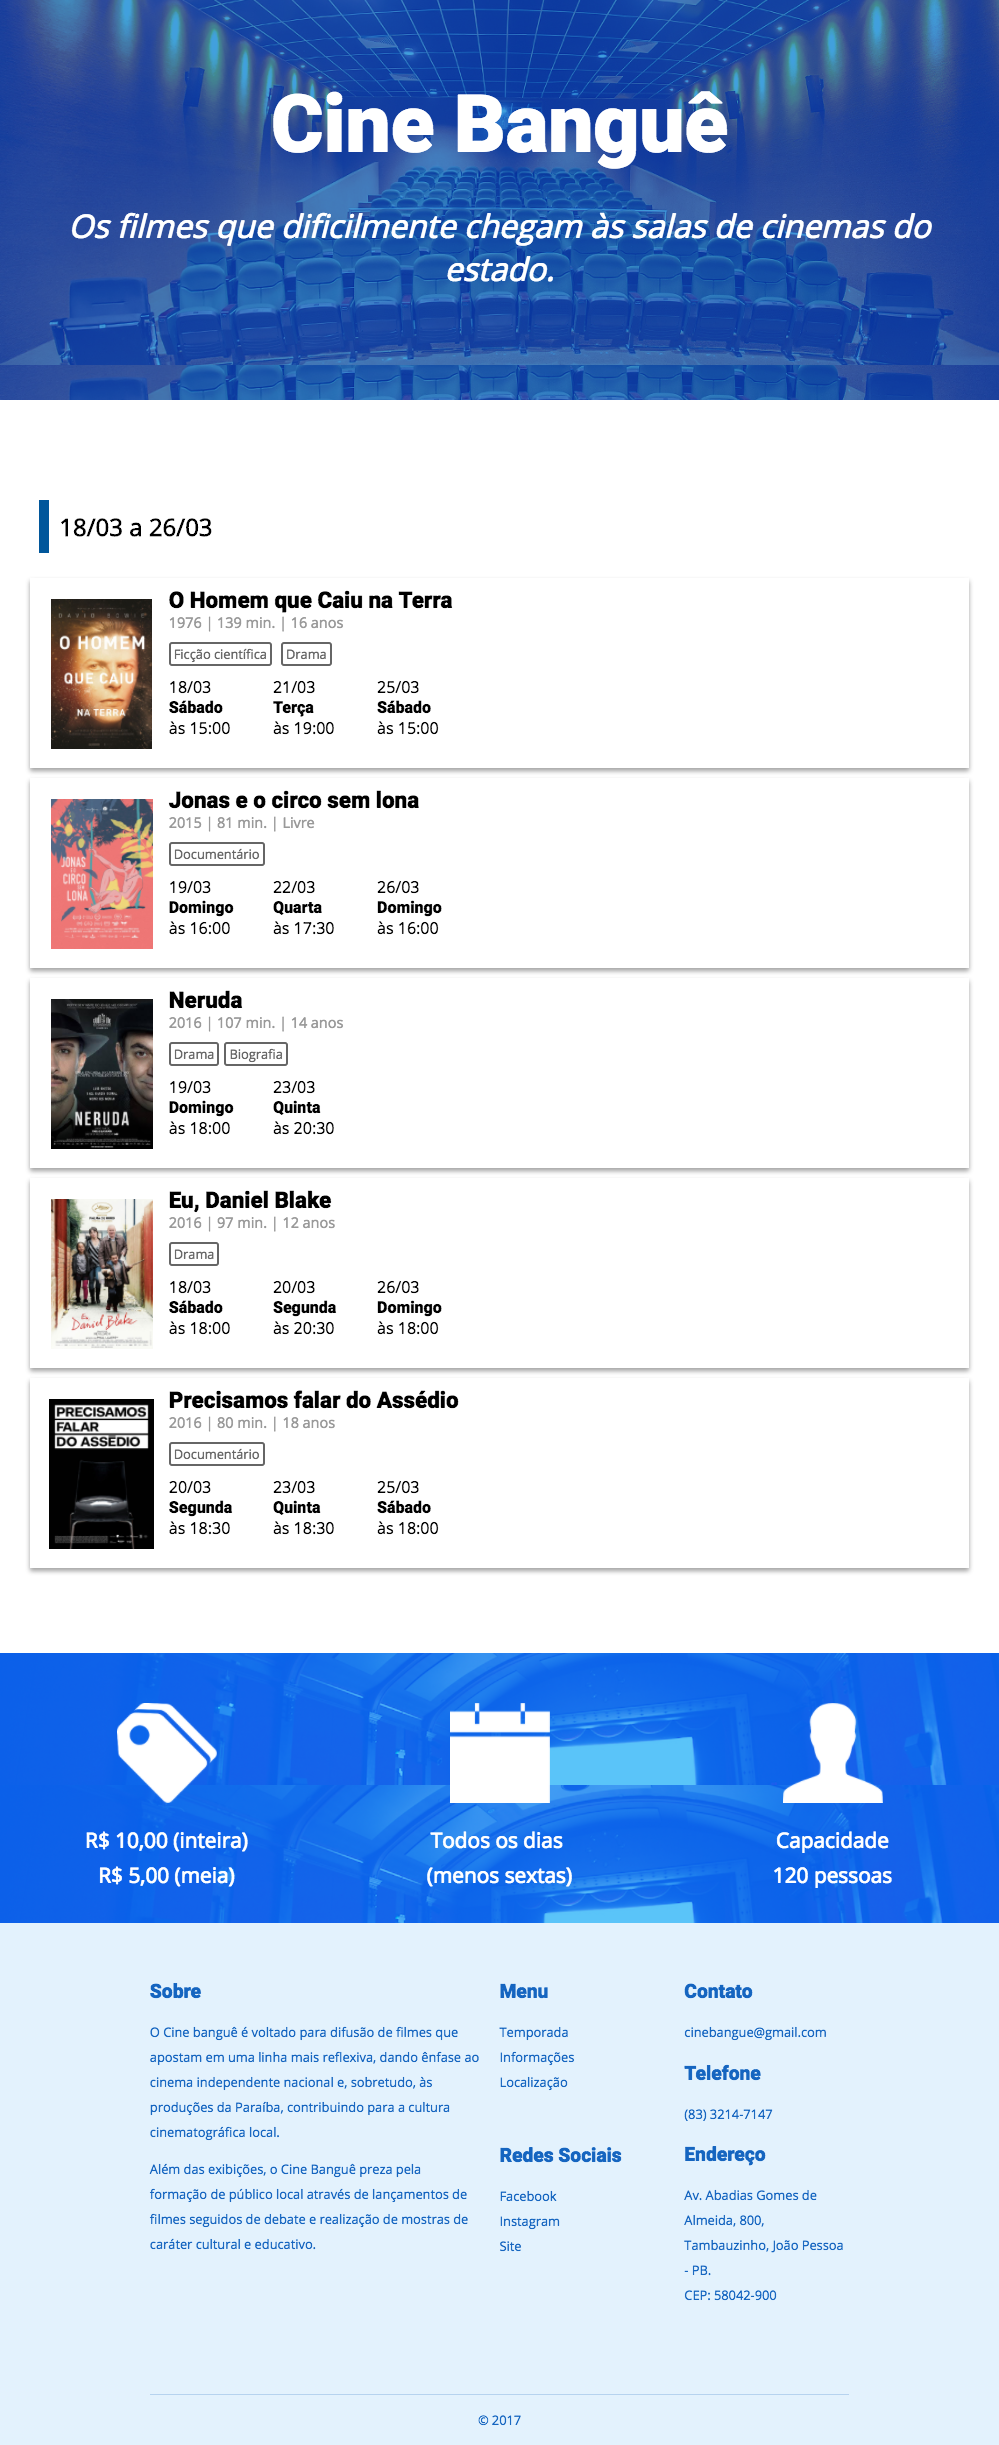 Cine Banguê
Os filmes que dificilmente chegam às salas de cinemas do
estado.
18/03 a 26/03
O HOMEM
QUE CAIU
NA TERRA
O Homem que Caiu na Terra
1976 | 139 min. | 16 anos
Ficção científica Drama
18/03 21/03 25/03
Sábado Terça Sábado
às 15:00 às 19:00 às 15:00
JONAS
E O
CIRCO
SEM
LONA
Jonas e o circo sem lona
2015 | 81 min. | Livre
Documentário
19/03 22/03 26/03
Domingo Quarta Domingo
às 16:00 às 17:30 às 16:00
NERUDA
Neruda
2016 | 107 min. | 14 anos
Drama Biografia
19/03 23/03
Domingo Quinta
às 18:00 às 20:30
Eu,
Daniel Blake
Eu, Daniel Blake
2016 | 97 min. | 12 anos
Drama
18/03 20/03 26/03
Sábado Segunda Domingo
às 18:00 às 20:30 às 18:00
PRECISAMOS
FALAR
DO ASSÉDIO
Precisamos falar do Assédio
2016 | 80 min. | 18 anos
Documentário
20/03 23/03 25/03
Segunda Quinta Sábado
às 18:30 às 18:30 às 18:00
R$ 10,00 (inteira)
R$ 5,00 (meia)
Todos os dias
(menos sextas)
Capacidade
120 pessoas
Sobre
O Cine banguê é voltado para difusão de filmes que
apostam em uma linha mais reflexiva, dando ênfase ao
cinema independente nacional e, sobretudo, às
produções da Paraíba, contribuindo para a cultura
cinematográfica local.
Além das exibições, o Cine Banguê preza pela
formação de público local através de lançamentos de
filmes seguidos de debate e realização de mostras de
caráter cultural e educativo.
Menu
Temporada
Informações
Localização
Redes Sociais
Facebook
Instagram
Site
Contato
cinebangue@gmail.com
Telefone
(83) 3214-7147
Endereço
Av. Abadias Gomes de
Almeida, 800,
Tambauzinho, João Pessoa
- PB.
CEP: 58042-900
© 2017